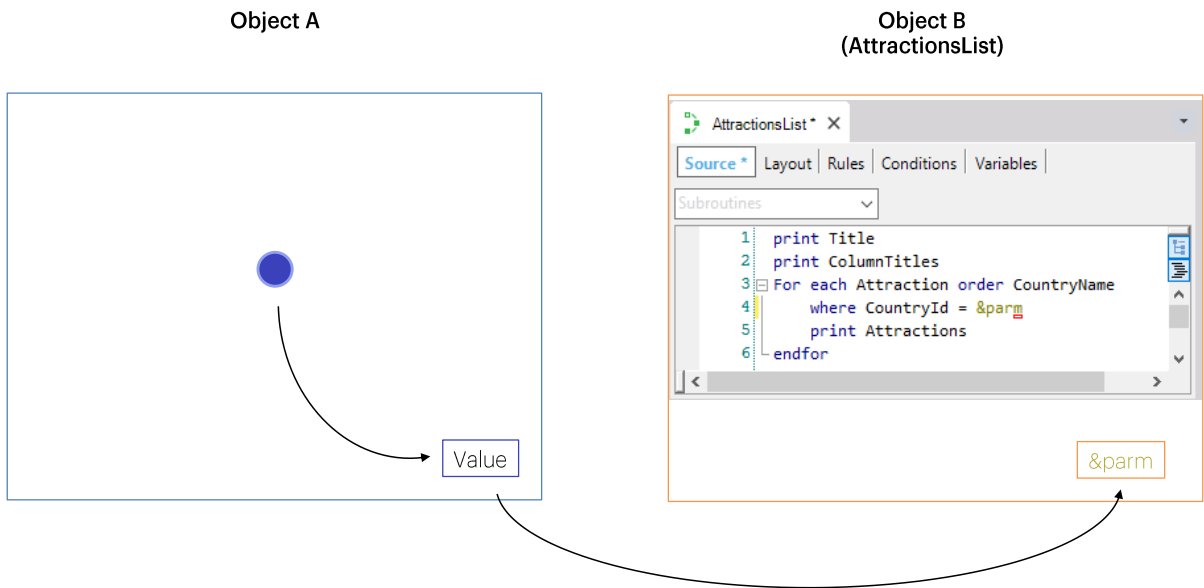 Object A
Object B
(AttractionsList)
AttractionsList *
Source * Layout Rules Conditions Variables
Subroutines
1 print Title
2 print ColumnTitles
3 For each Attraction order CountryName
4 where CountryId = &parm
5 print Attractions
6 endfor
Value
&parm